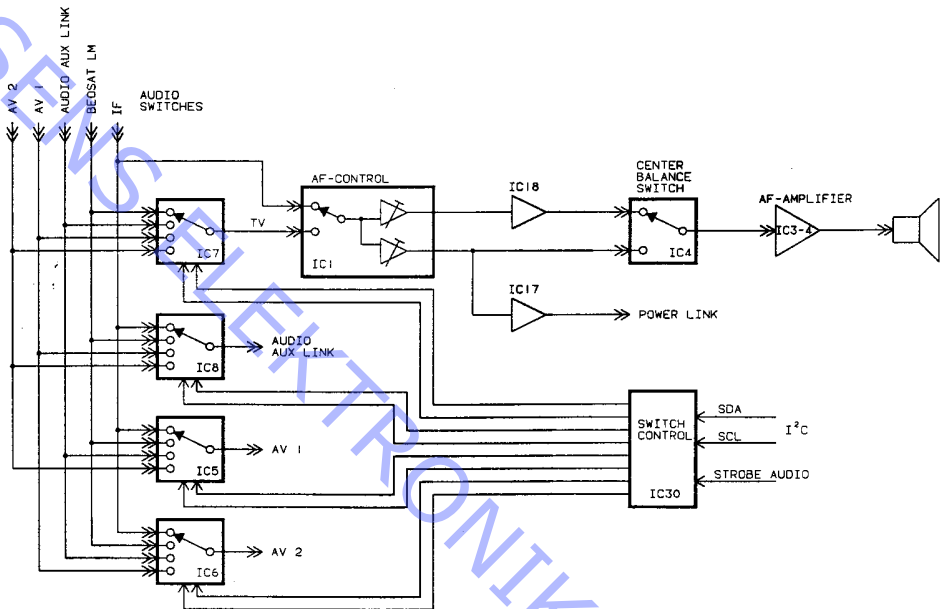 AV 2
AV 1
AUDIO AUX LINK
BEOSAT LM
IF
AUDIO
SWITCHES
IC7
TV
AF-CONTROL
IC1
IC18
CENTER
BALANCE
SWITCH
IC4
AF-AMPLIFIER
IC3-4
IC17
POWER LINK
IC8
AUDIO
AUX LINK
IC5
AV 1
IC6
AV 2
SWITCH
CONTROL
IC30
SDA
SCL
I²C
STROBE AUDIO
SENS ELEKTRONIK